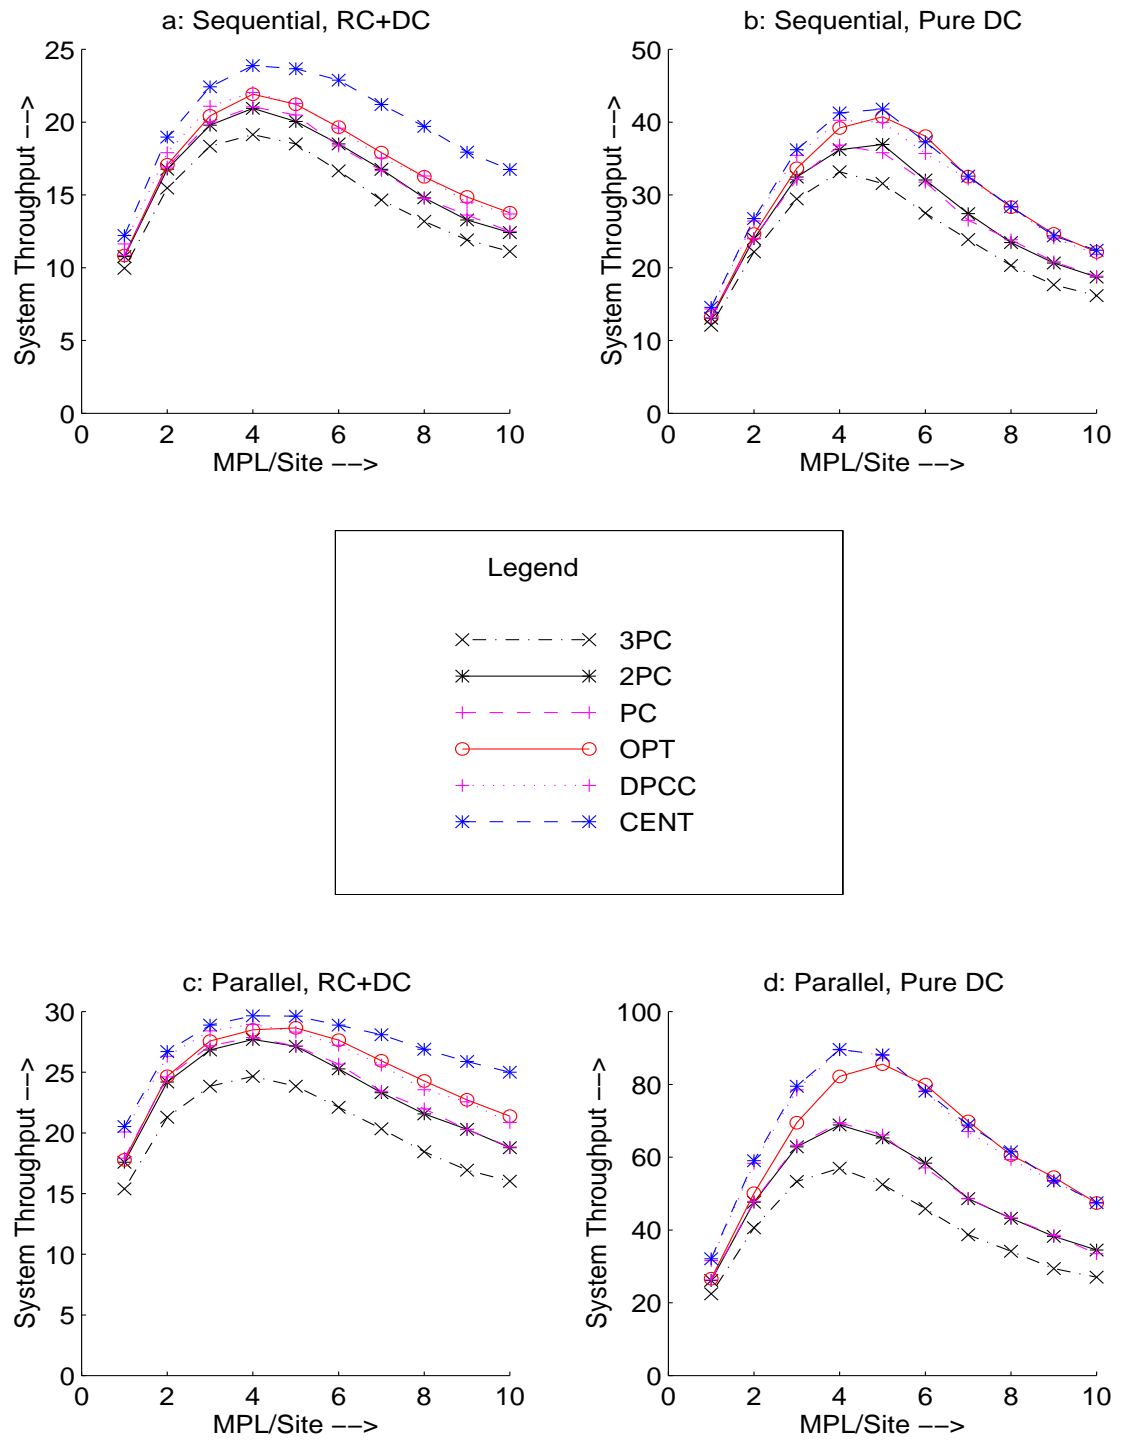 a: Sequential, RC+DC
25
20
15
10
5
0
0 2 4 6 8 10
MPL/Site −−>
System Throughput −−>
b: Sequential, Pure DC
50
40
30
20
10
0
0 2 4 6 8 10
MPL/Site −−>
System Throughput −−>
Legend
3PC
2PC
PC
OPT
DPCC
CENT
c: Parallel, RC+DC
30
25
20
15
10
5
0
0 2 4 6 8 10
MPL/Site −−>
System Throughput −−>
d: Parallel, Pure DC
100
80
60
40
20
0
0 2 4 6 8 10
MPL/Site −−>
System Throughput −−>